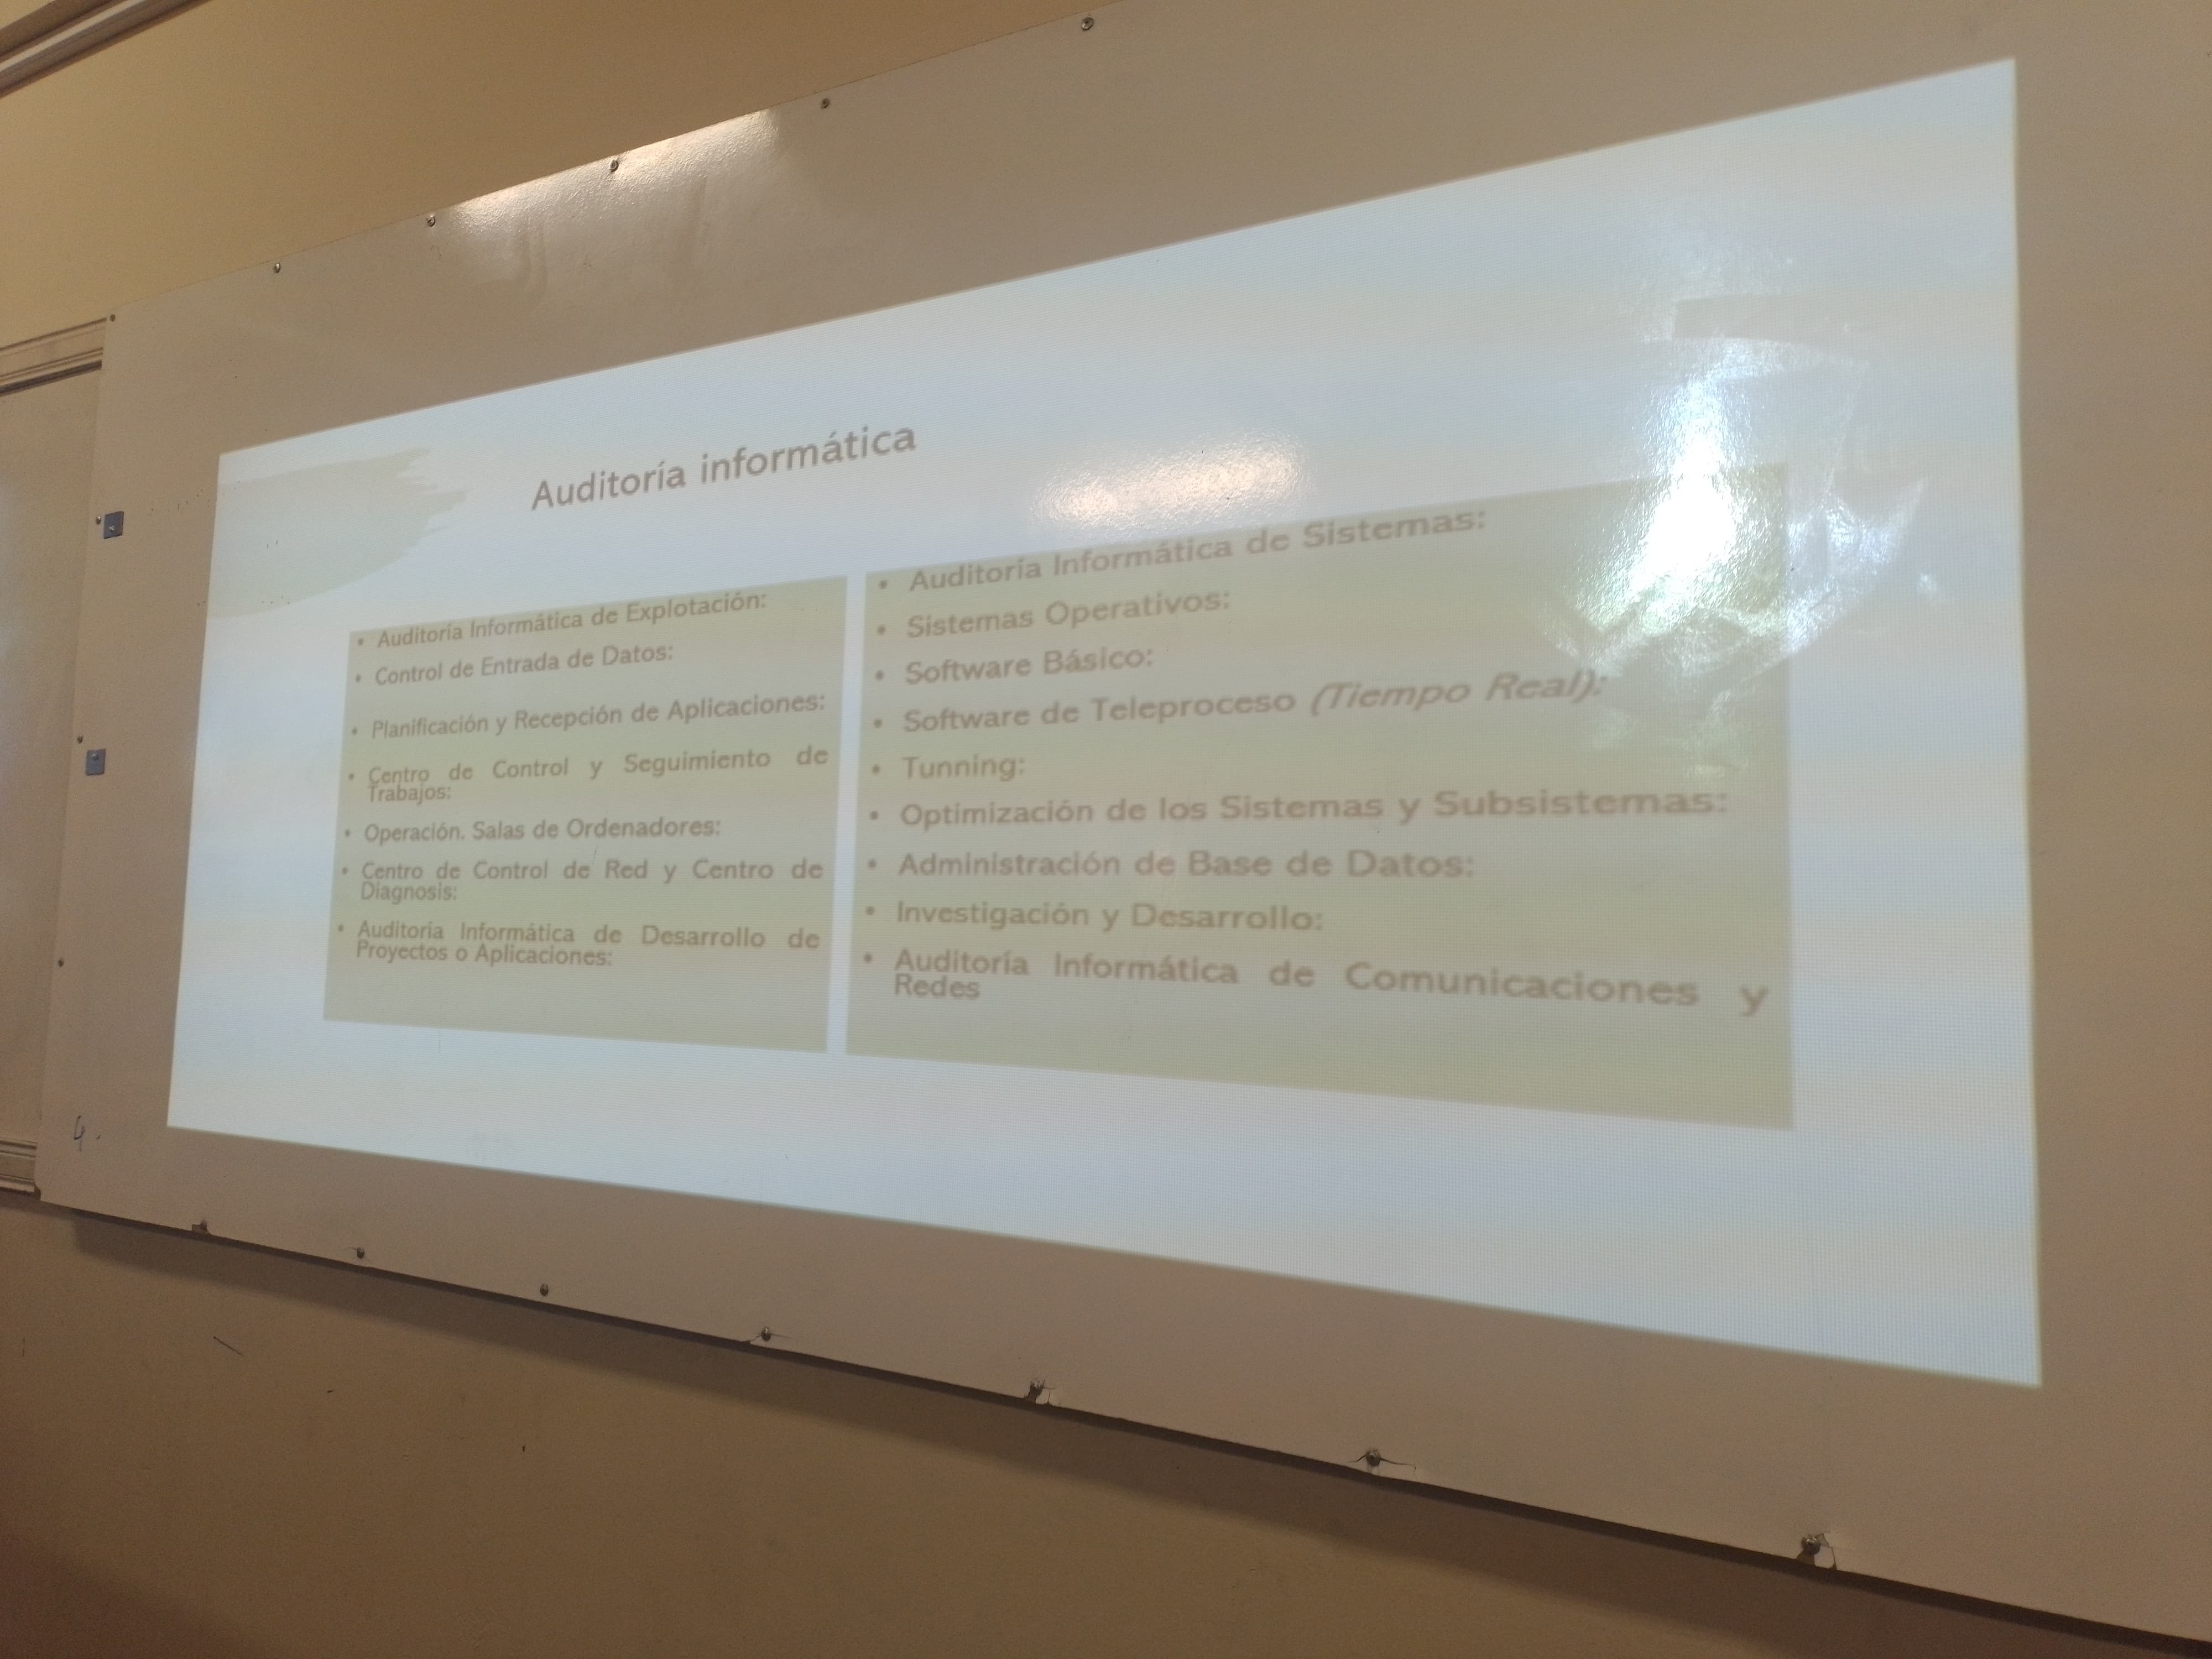 Auditoría informática
• Auditoría Informática de Explotación:
• Control de Entrada de Datos:
• Planificación y Recepción de Aplicaciones:
• Centro de Control y Seguimiento de
Trabajos:
• Operación. Salas de Ordenadores:
• Centro de Control de Red y Centro de
Diagnosis:
• Auditoría Informática de Desarrollo de
Proyectos o Aplicaciones:
• Auditoría Informática de Sistemas:
• Sistemas Operativos:
• Software Básico:
• Software de Teleproceso (Tiempo Real):
• Tunning:
• Optimización de los Sistemas y Subsistemas:
• Administración de Base de Datos:
• Investigación y Desarrollo:
• Auditoría Informática de Comunicaciones y
Redes